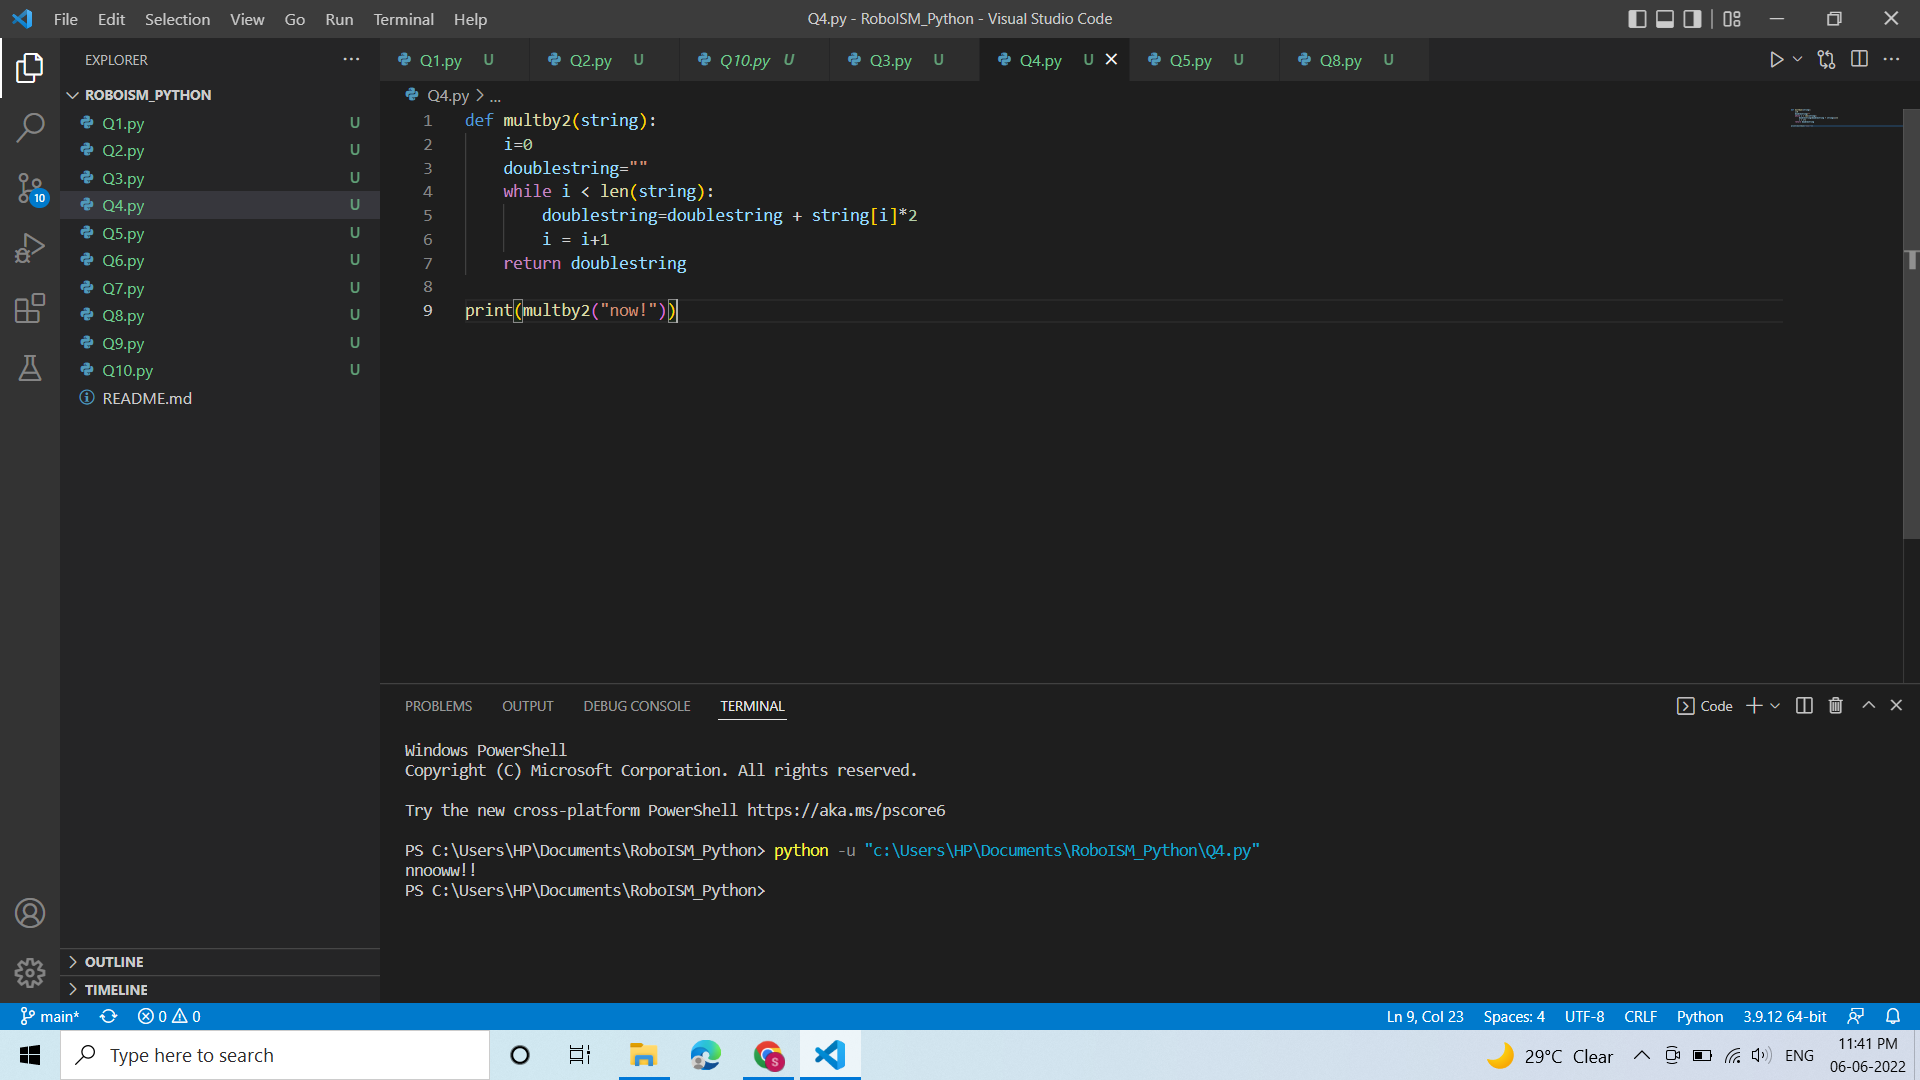 File Edit Selection View Go Run Terminal Help
Q4.py - RoboISM_Python - Visual Studio Code
EXPLORER
ROBOISM_PYTHON
Q1.py U
Q2.py U
Q3.py U
Q4.py U
Q5.py U
Q6.py U
Q7.py U
Q8.py U
Q9.py U
Q10.py U
README.md
OUTLINE
TIMELINE
Q1.py U Q2.py U Q10.py U Q3.py U Q4.py U Q5.py U Q8.py U
Q4.py > ...
1 def multby2(string):
2 i=0
3 doublestring=""
4 while i < len(string):
5 doublestring=doublestring + string[i]*2
6 i = i+1
7 return doublestring
8
9 print(multby2("now!"))
PROBLEMS OUTPUT DEBUG CONSOLE TERMINAL
Code
Windows PowerShell
Copyright (C) Microsoft Corporation. All rights reserved.
Try the new cross-platform PowerShell https://aka.ms/pscore6
PS C:\Users\HP\Documents\RoboISM_Python> python -u "c:\Users\HP\Documents\RoboISM_Python\Q4.py"
nnooww!!
PS C:\Users\HP\Documents\RoboISM_Python>
10
main* 0 0
Ln 9, Col 23 Spaces: 4 UTF-8 CRLF Python 3.9.12 64-bit
Type here to search
S
29°C Clear
ENG
11:41 PM
06-06-2022